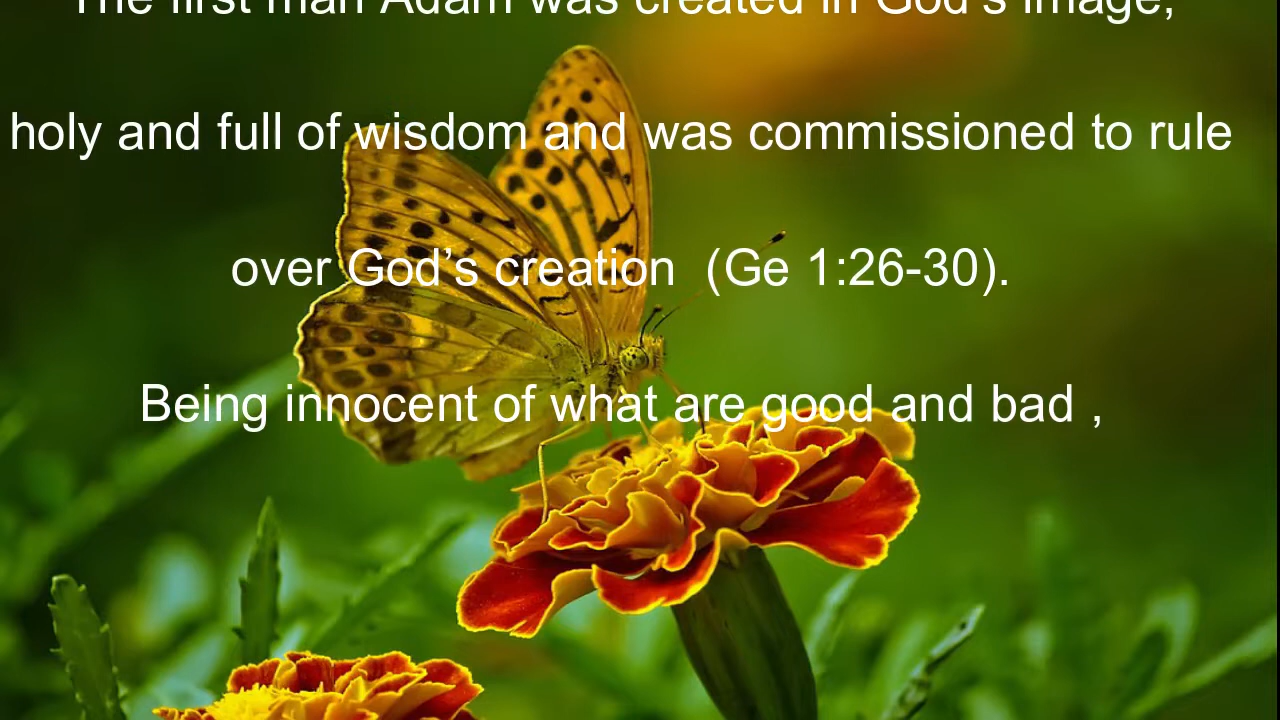 The first man Adam was created in God's image,
holy and full of wisdom and was commissioned to rule
over God’s creation  (Ge 1:26-30).
Being innocent of what are good and bad ,